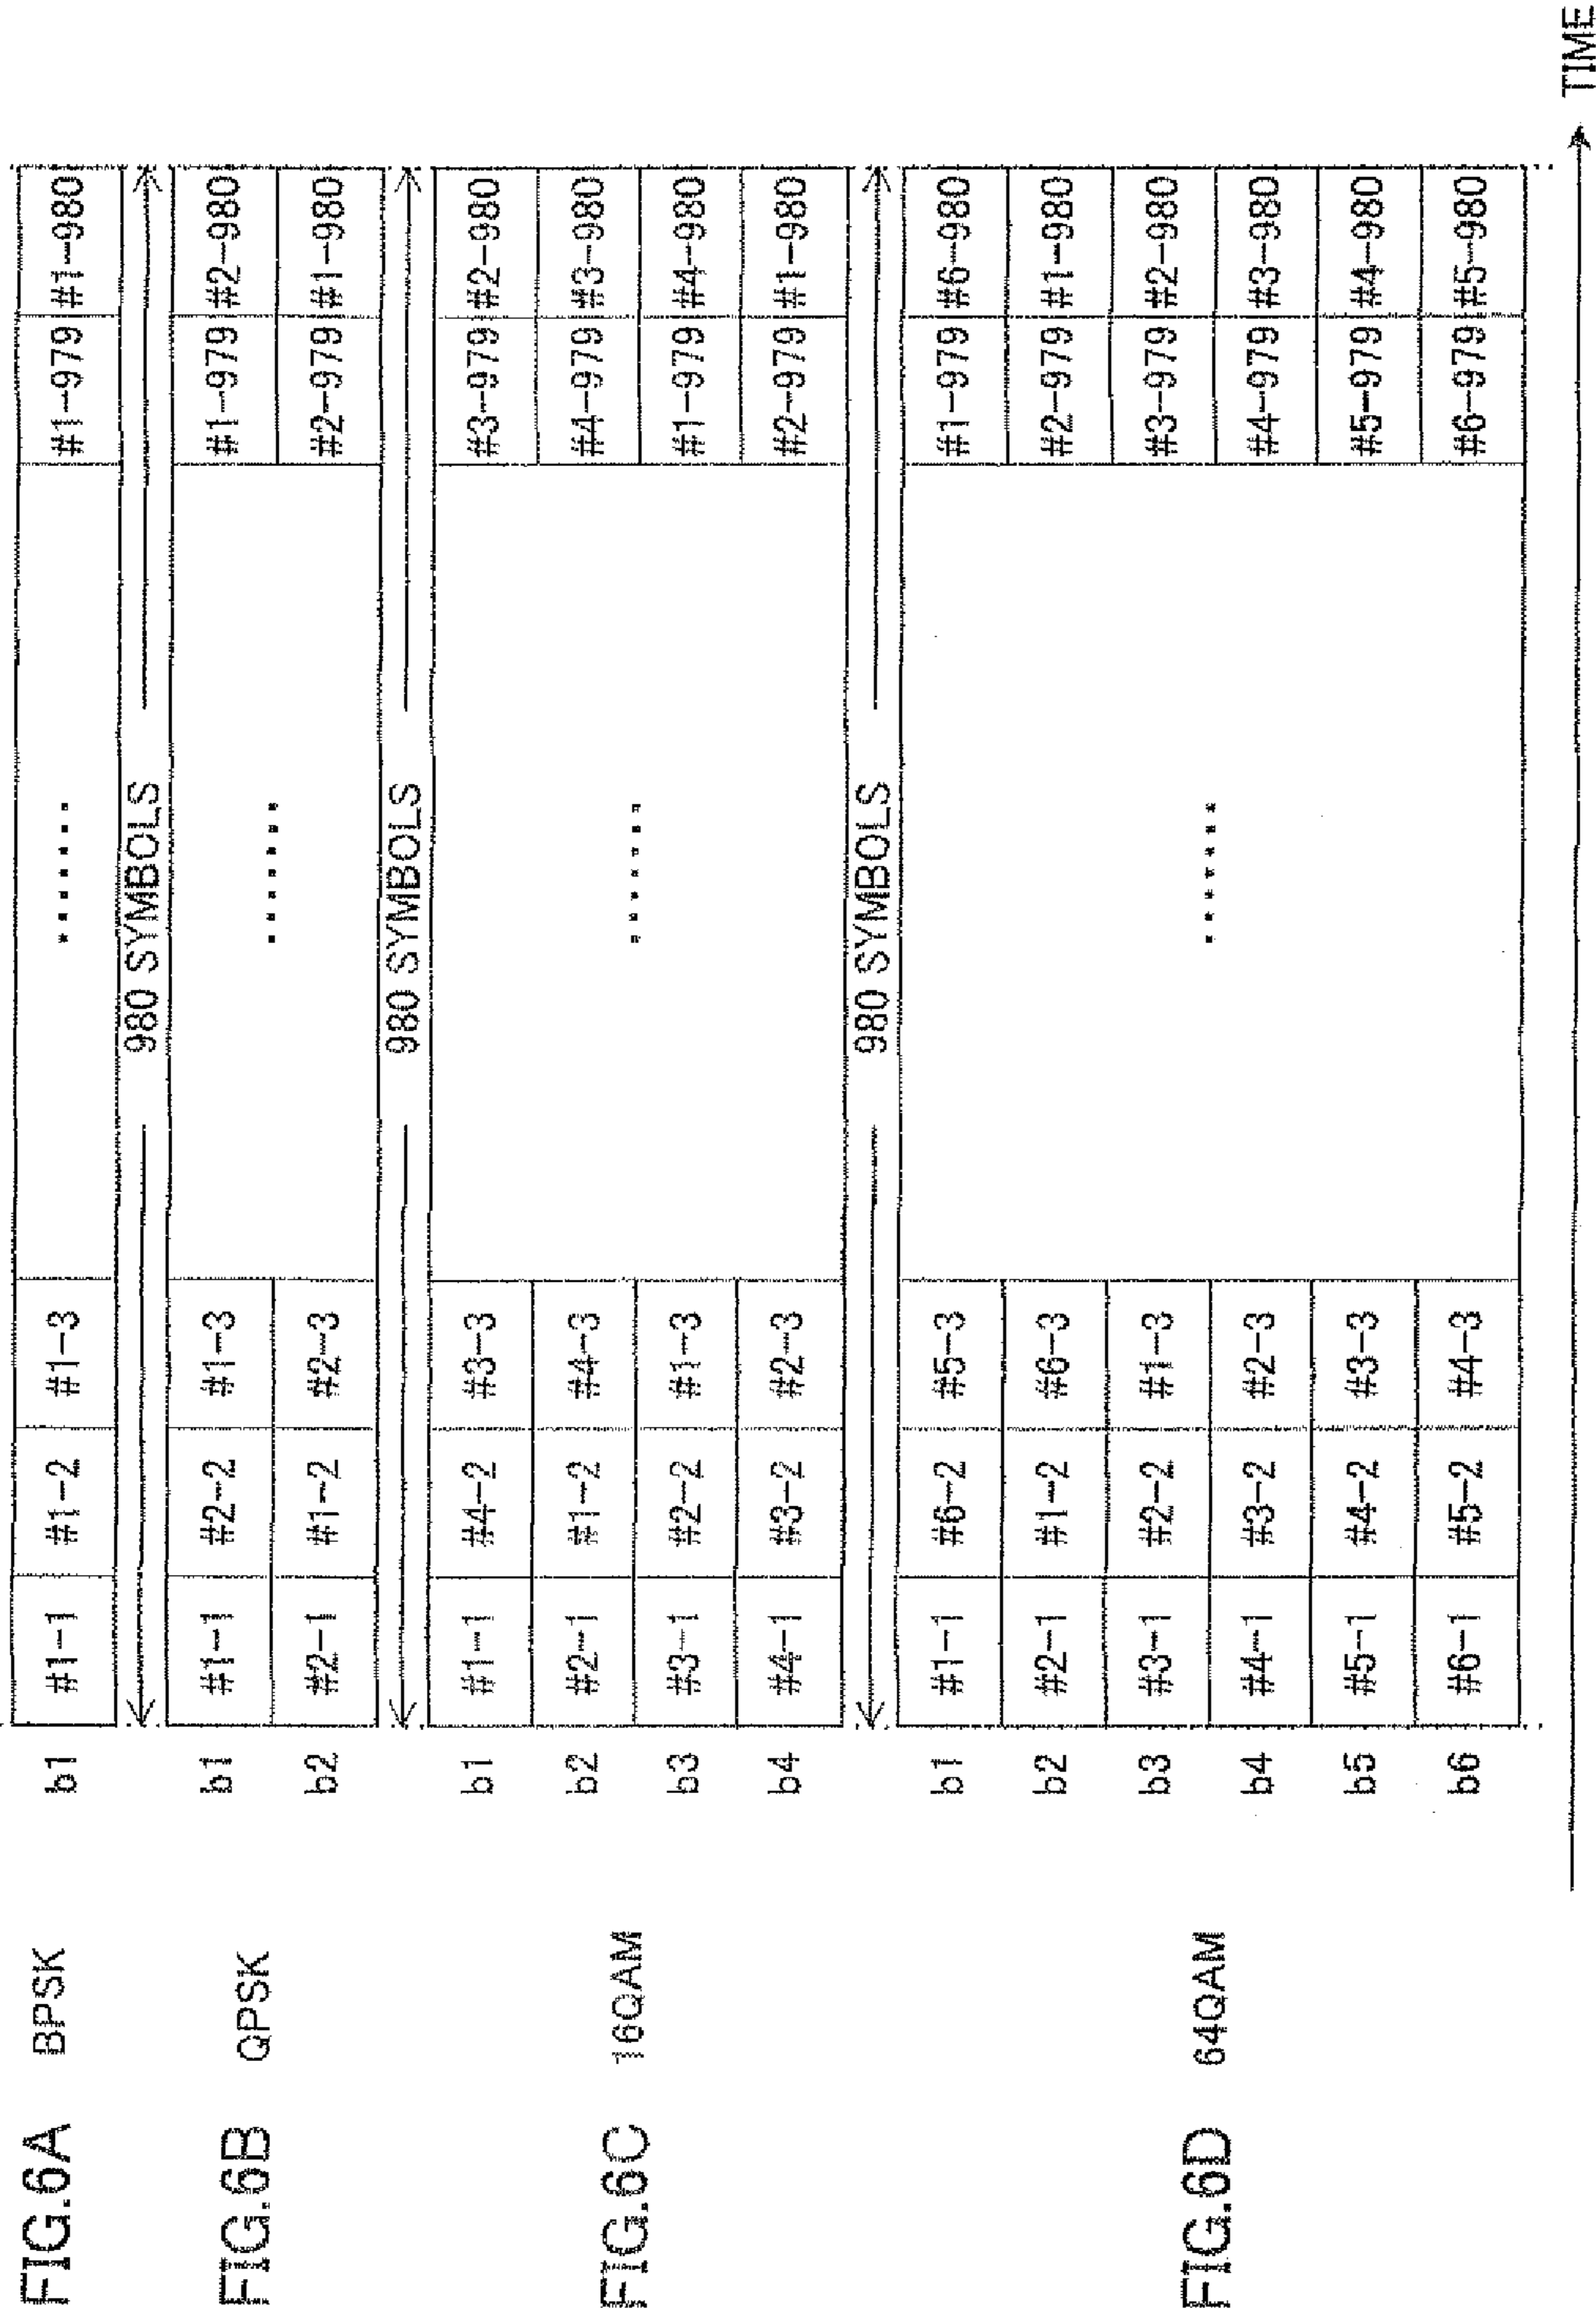 FIG.6A BPSK
b1 #1-1 #1-2 #1-3 ...... #1-979 #1-980
980 SYMBOLS
FIG.6B QPSK
b1 #1-1 #2-2 #1-3 ...... #1-979 #2-980
b2 #2-1 #1-2 #2-3 #2-979 #1-980
980 SYMBOLS
FIG.6C 16QAM
b1 #1-1 #4-2 #3-3 #3-979 #2-980
b2 #2-1 #1-2 #4-3 ...... #4-979 #3-980
b3 #3-1 #2-2 #1-3 #1-979 #4-980
b4 #4-1 #3-2 #2-3 #2-979 #1-980
980 SYMBOLS
FIG.6D 64QAM
b1 #1-1 #6-2 #5-3 #1-979 #6-980
b2 #2-1 #1-2 #6-3 #2-979 #1-980
b3 #3-1 #2-2 #1-3 ...... #3-979 #2-980
b4 #4-1 #3-2 #2-3 #4-979 #3-980
b5 #5-1 #4-2 #3-3 #5-979 #4-980
b6 #6-1 #5-2 #4-3 #6-979 #5-980
TIME